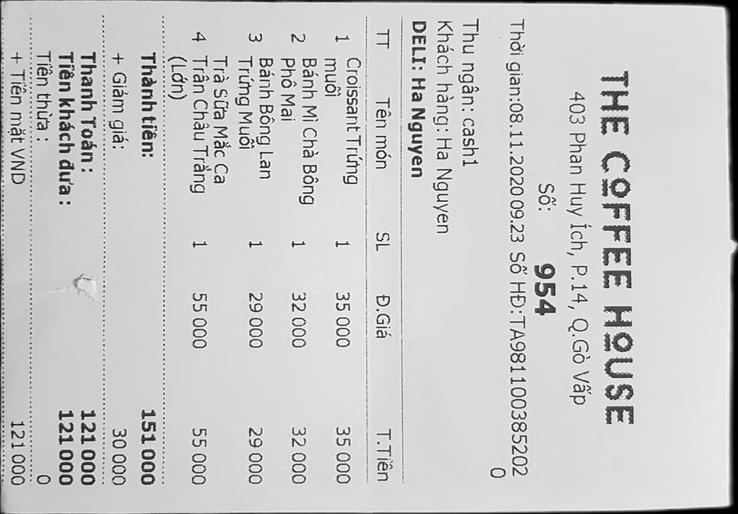 THE COFFEE HOUSE
403 Phan Huy Ích, P.14, Q.Gò Vấp
Số: 954
Thời gian:08.11.2020 09.23 Số HĐ:TA981100385202
0
Thu ngân: cash1
Khách hàng: Ha Nguyen
DELI: Ha Nguyen
TT Tên món SL Đ.Giá T.Tiền
1 Croissant Trứng 1 35 000 35 000
muối
2 Bánh Mì Chà Bông 1 32 000 32 000
Phô Mai
3 Bánh Bông Lan 1 29 000 29 000
Trứng Muối
Trà Sữa Mắc Ca
4 Trân Châu Trắng 1 55 000 55 000
(Lớn)
Thành tiền: 151 000
+ Giảm giá: 30 000
Thanh Toán : 121 000
Tiền khách đưa : 121 000
Tiền thừa : 0
+ Tiền mặt VND 121 000